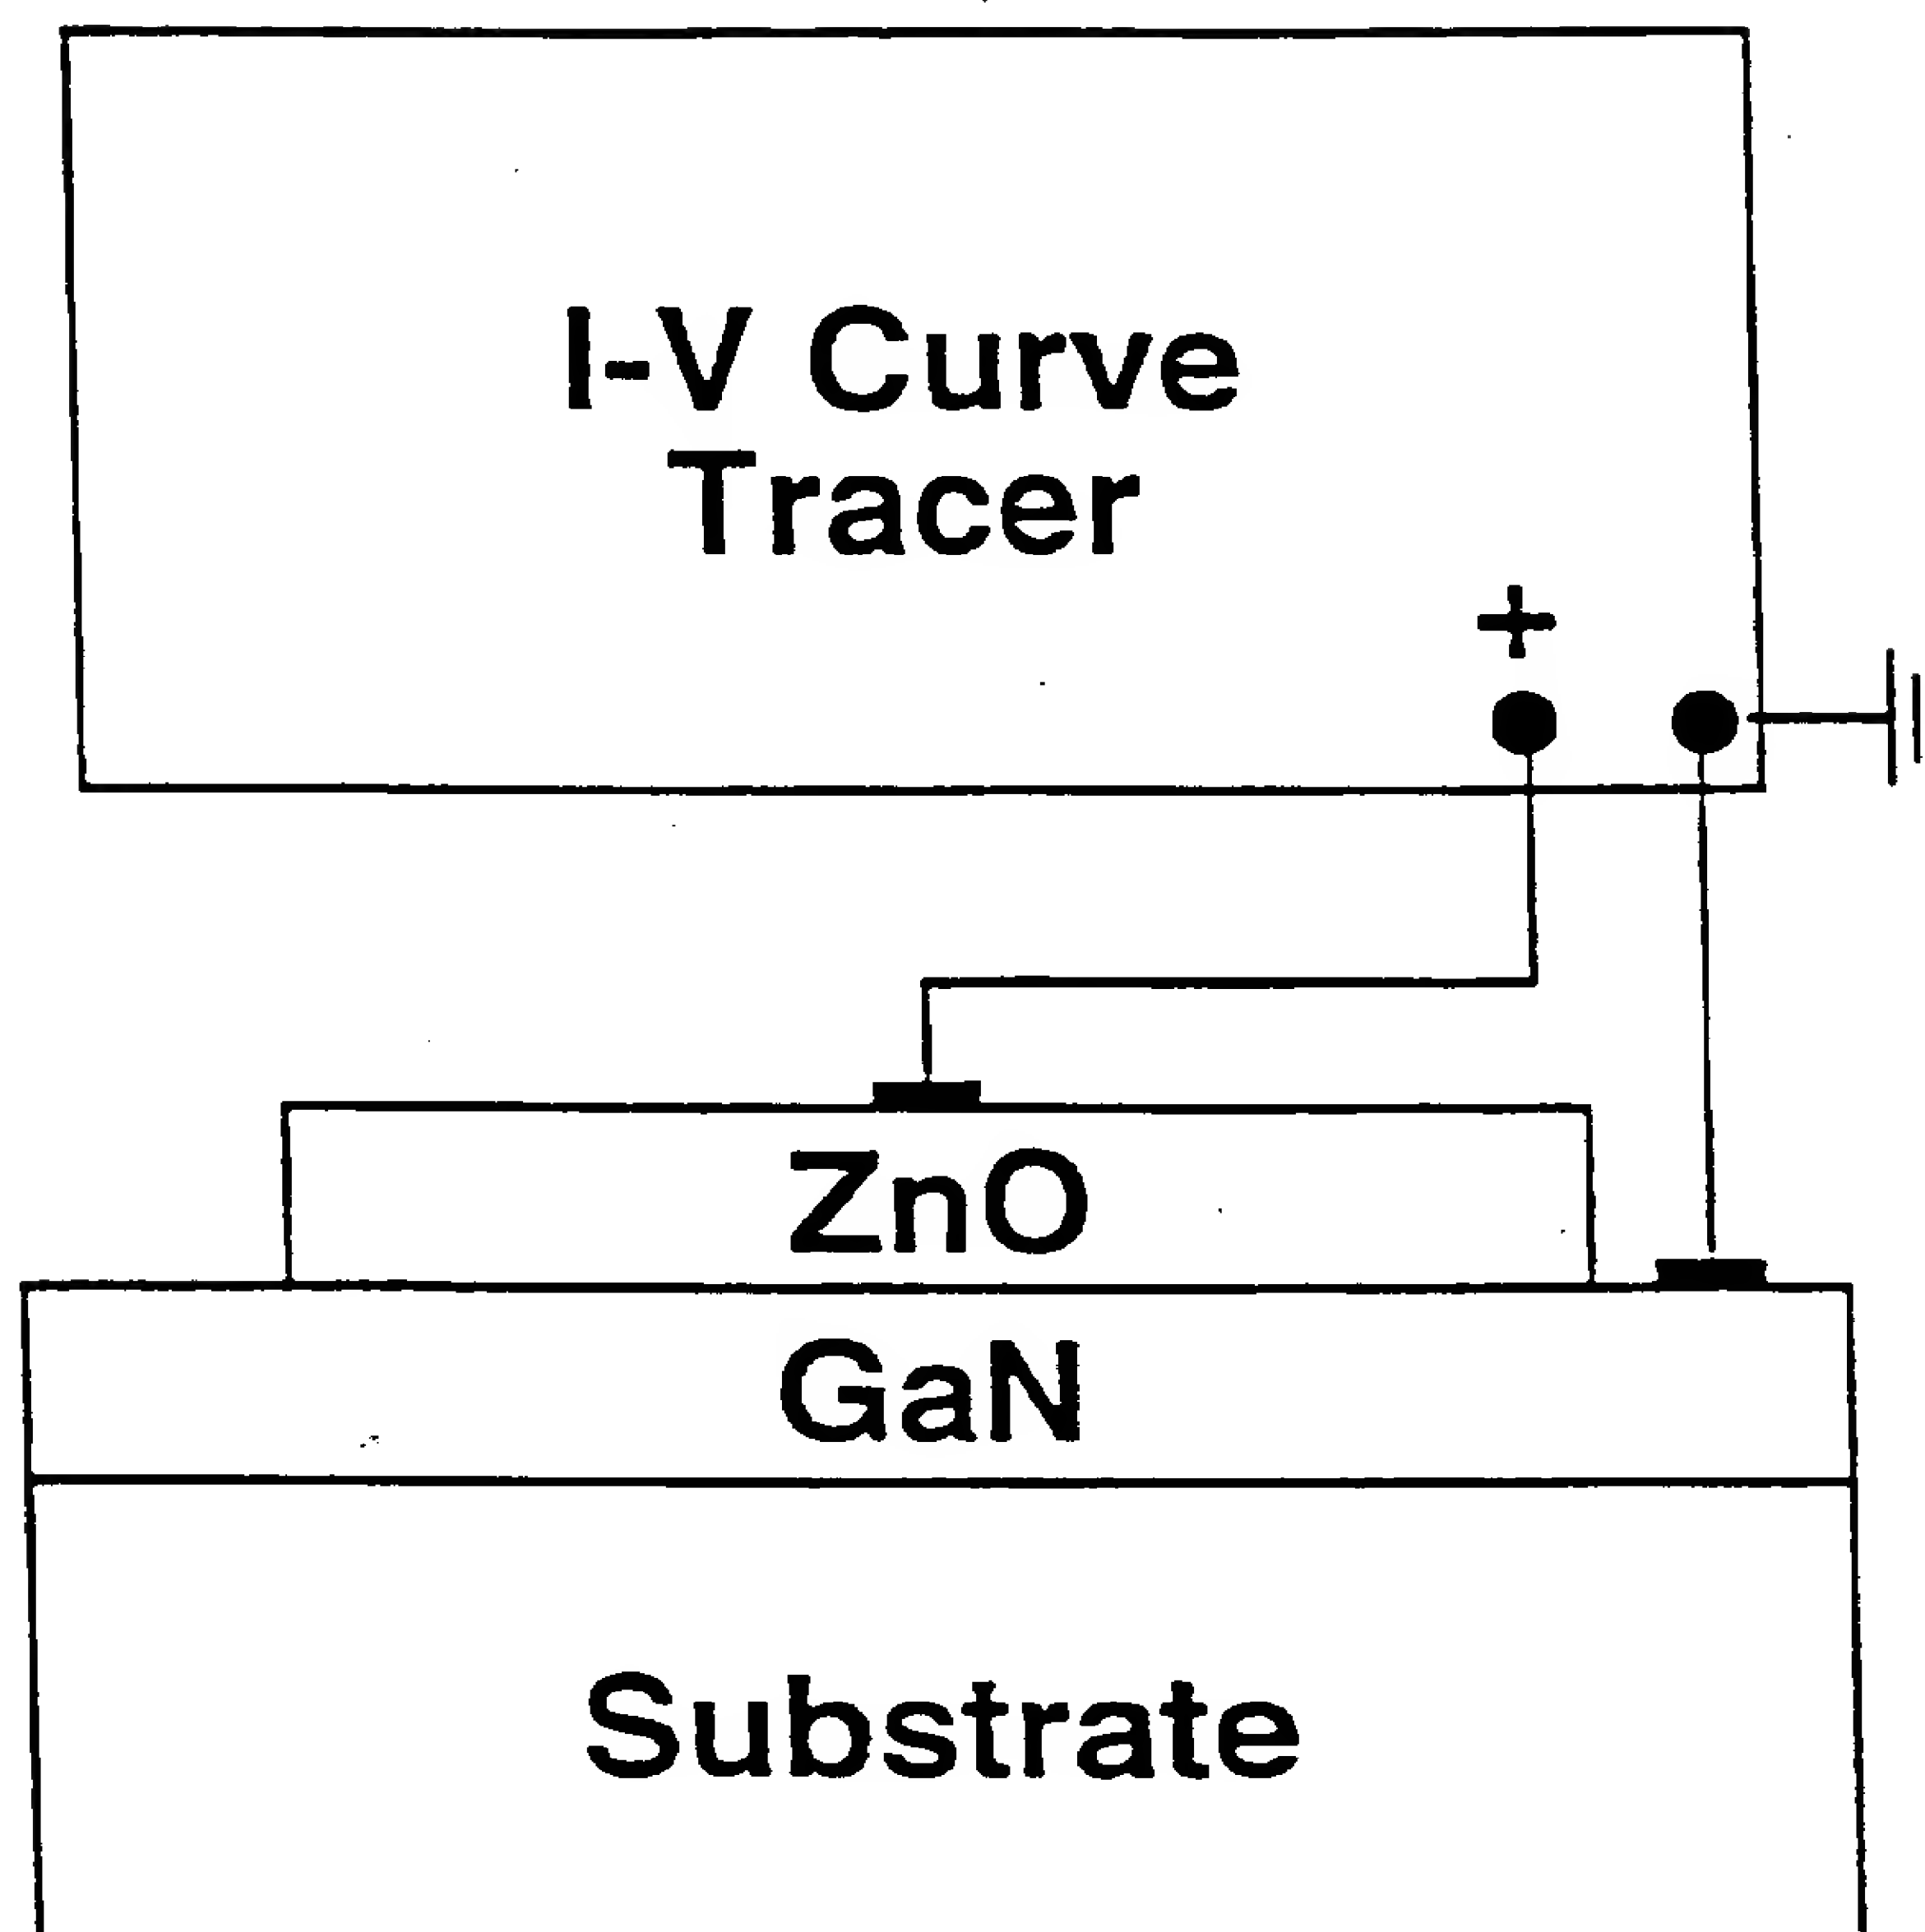 I-V Curve
Tracer
+
ZnO
GaN
Substrate